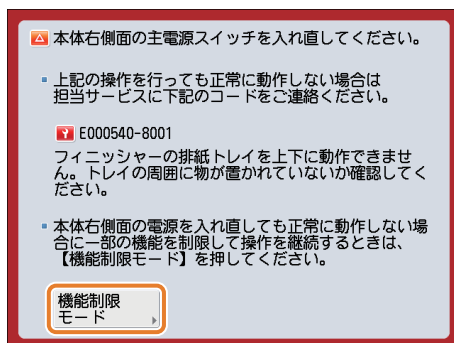 本体右側面の主電源スイッチを入れ直してください。
上記の操作を行っても正常に動作しない場合は
担当サービスに下記のコードをご連絡ください。
E000540-8001
フィニッシャーの排紙トレイを上下に動作できませ
ん。トレイの周囲に物が置かれていないか確認してく
ださい。
本体右側面の電源を入れ直しても正常に動作しない場
合に一部の機能を制限して操作を継続するときは、
【機能制限モード】を押してください。
機能制限
モード